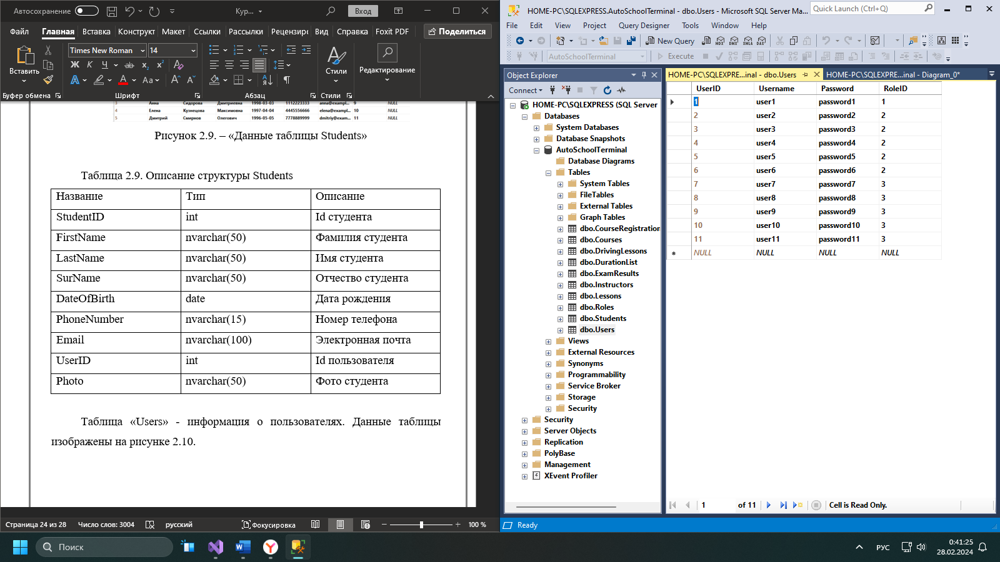 Автосохранение
Кур...
Вход
Файл Главная Вставка Конструкт Макет Ссылки Рассылки Рецензир Вид Справка Foxit PDF Поделиться
Вставить
Times New Roman 14
Стили
Редактирование
Буфер обмена Шрифт Абзац Стили
3 Анна Сидорова Дмитриевна 1998-03-03 1112223333 anna@exampl... 9 NULL
4 Елена Кузнецова Максимовна 1997-04-04 4445556666 elena@exampl... 10 NULL
5 Дмитрий Смирнов Олегович 1996-05-05 7778889999 dmitriy@exam... 11 NULL
Рисунок 2.9. – «Данные таблицы Students»
Таблица 2.9. Описание структуры Students
Название Тип Описание
StudentID int Id студента
FirstName nvarchar(50) Фамилия студента
LastName nvarchar(50) Имя студента
SurName nvarchar(50) Отчество студента
DateOfBirth date Дата рождения
PhoneNumber nvarchar(15) Номер телефона
Email nvarchar(100) Электронная почта
UserID int Id пользователя
Photo nvarchar(50) Фото студента
Таблица «Users» - информация о пользователях. Данные таблицы
изображены на рисунке 2.10.
Страница 24 из 28 Число слов: 3004 русский Фокусировка 100 %
HOME-PC\SQLEXPRESS.AutoSchoolTerminal - dbo.Users - Microsoft SQL Server Ma...
Quick Launch (Ctrl+Q)
File Edit View Project Query Designer Tools Window Help
New Query
MDX DMX XMLA DAX
AutoSchoolTerminal
Execute
Object Explorer
Connect
HOME-PC\SQLEXPRESS (SQL Server
Databases
System Databases
Database Snapshots
AutoSchoolTerminal
Database Diagrams
Tables
System Tables
FileTables
External Tables
Graph Tables
dbo.CourseRegistration
dbo.Courses
dbo.DrivingLessons
dbo.DurationList
dbo.ExamResults
dbo.Instructors
dbo.Lessons
dbo.Roles
dbo.Students
dbo.Users
Views
External Resources
Synonyms
Programmability
Service Broker
Storage
Security
Security
Server Objects
Replication
PolyBase
Management
XEvent Profiler
HOME-PC\SQLEXPRE...inal - dbo.Users
HOME-PC\SQLEXPRE...inal - Diagram_0*
UserID Username Password RoleID
1 user1 password1 1
2 user2 password2 2
3 user3 password3 2
4 user4 password4 2
5 user5 password5 2
6 user6 password6 2
7 user7 password7 3
8 user8 password8 3
9 user9 password9 3
10 user10 password10 3
11 user11 password11 3
NULL NULL NULL NULL
1 of 11 Cell is Read Only.
Ready
Поиск
РУС
0:41:25
28.02.2024